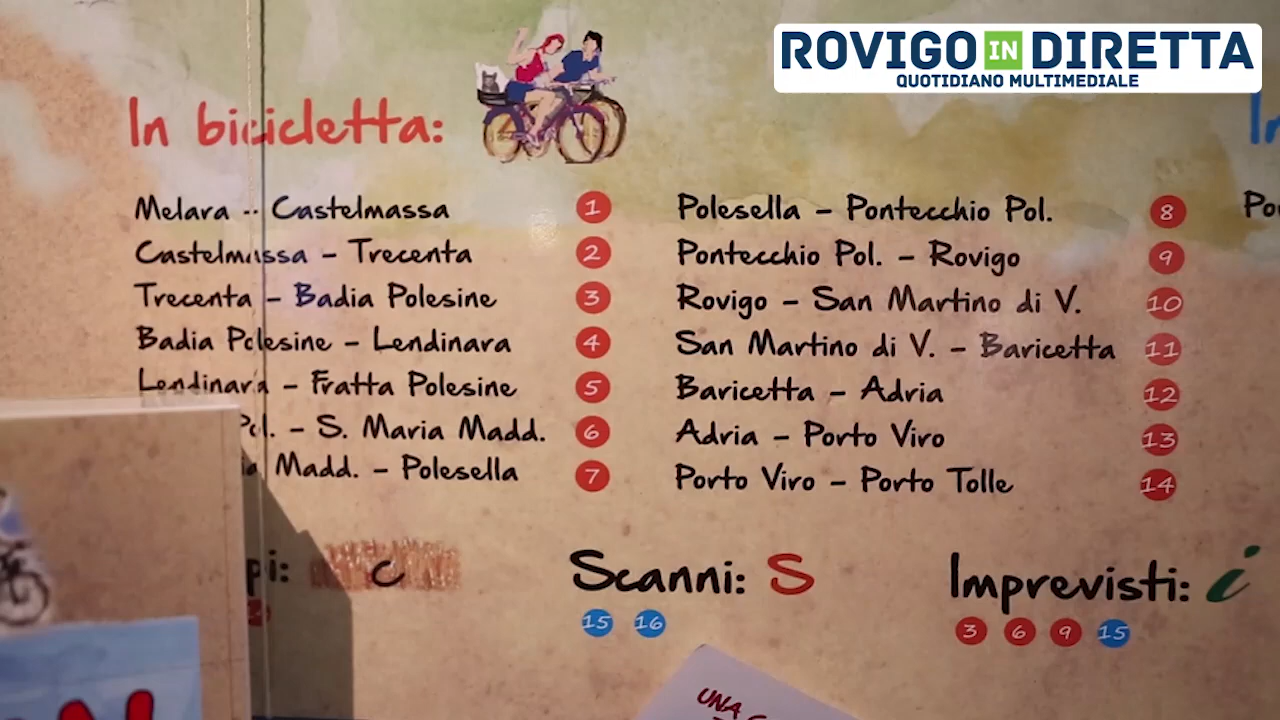 ROVIGO IN DIRETTA
QUOTIDIANO MULTIMEDIALE
In bicicletta:
Melara - Castelmassa 1
Castelmassa - Trecenta 2
Trecenta - Badia Polesine 3
Badia Polesine - Lendinara 4
Lendinara - Fratta Polesine 5
Pol. - S. Maria Madd. 6
Madd. - Polesella 7
Polesella - Pontecchio Pol. 8
Pontecchio Pol. - Rovigo 9
Rovigo - San Martino di V. 10
San Martino di V. - Baricetta 11
Baricetta - Adria 12
Adria - Porto Viro 13
Porto Viro - Porto Tolle 14
pi: C
Scanni: S
15 16
Imprevisti: i
3 6 9 15
UNA